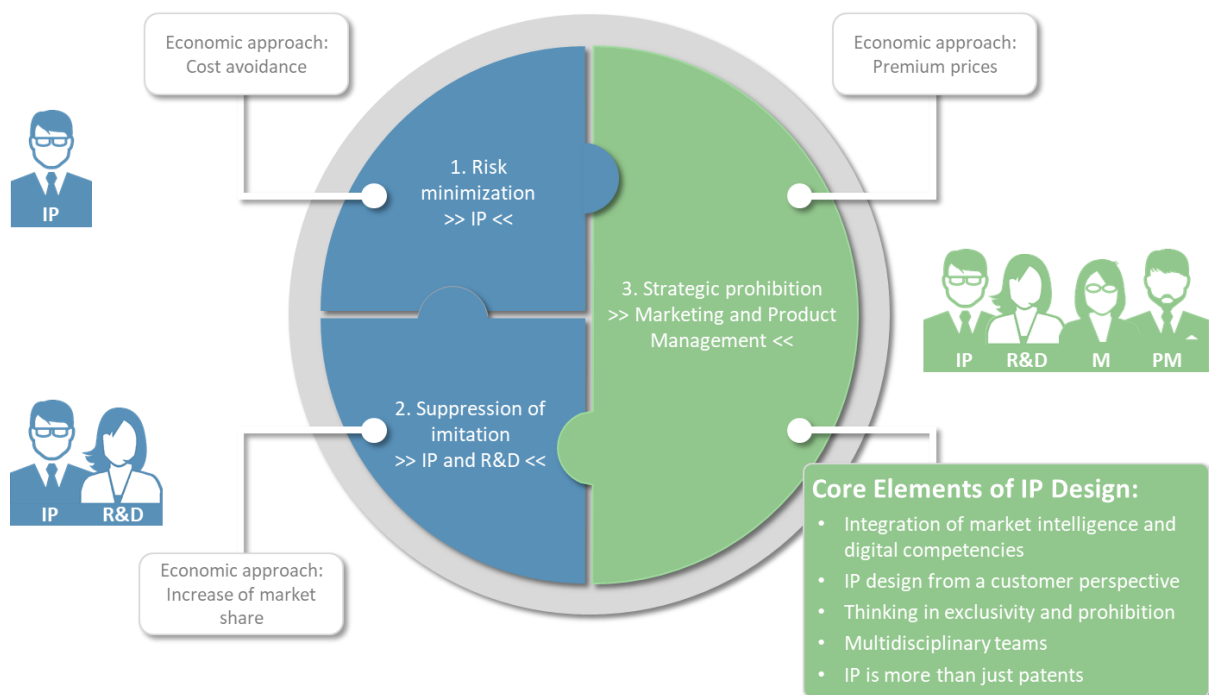 Economic approach:
Cost avoidance
Economic approach:
Premium prices
IP
1. Risk
minimization
>> IP <<
3. Strategic prohibition
>> Marketing and Product
Management <<
IP R&D M PM
2. Suppression of
imitation
>> IP and R&D <<
IP R&D
Economic approach:
Increase of market
share
Core Elements of IP Design:
• Integration of market intelligence and
digital competencies
• IP design from a customer perspective
• Thinking in exclusivity and prohibition
• Multidisciplinary teams
• IP is more than just patents